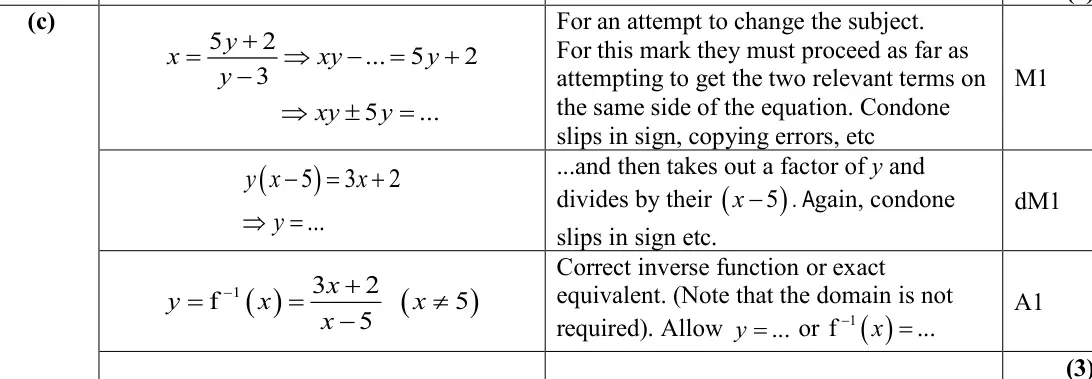 (c)
x = (5y + 2)/(y − 3) ⇒ xy − ... = 5y + 2
⇒ xy ± 5y = ...
For an attempt to change the subject.
For this mark they must proceed as far as
attempting to get the two relevant terms on
the same side of the equation. Condone
slips in sign, copying errors, etc
M1
y(x − 5) = 3x + 2
⇒ y = ...
...and then takes out a factor of y and
divides by their (x − 5). Again, condone
slips in sign etc.
dM1
y = f⁻¹(x) = (3x + 2)/(x − 5) (x ≠ 5)
Correct inverse function or exact
equivalent. (Note that the domain is not
required). Allow y = ... or f⁻¹(x) = ...
A1
(3)